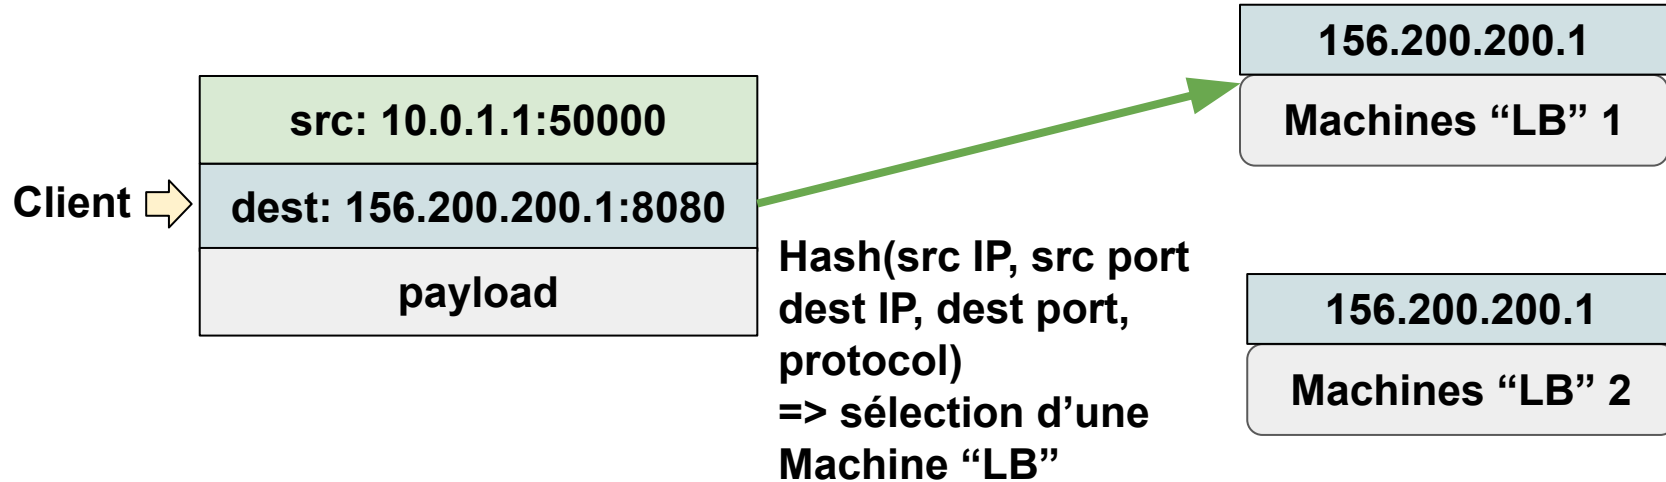 Client
src: 10.0.1.1:50000
dest: 156.200.200.1:8080
payload
Hash(src IP, src port
dest IP, dest port,
protocol)
=> sélection d’une
Machine “LB”
156.200.200.1
Machines “LB” 1
156.200.200.1
Machines “LB” 2